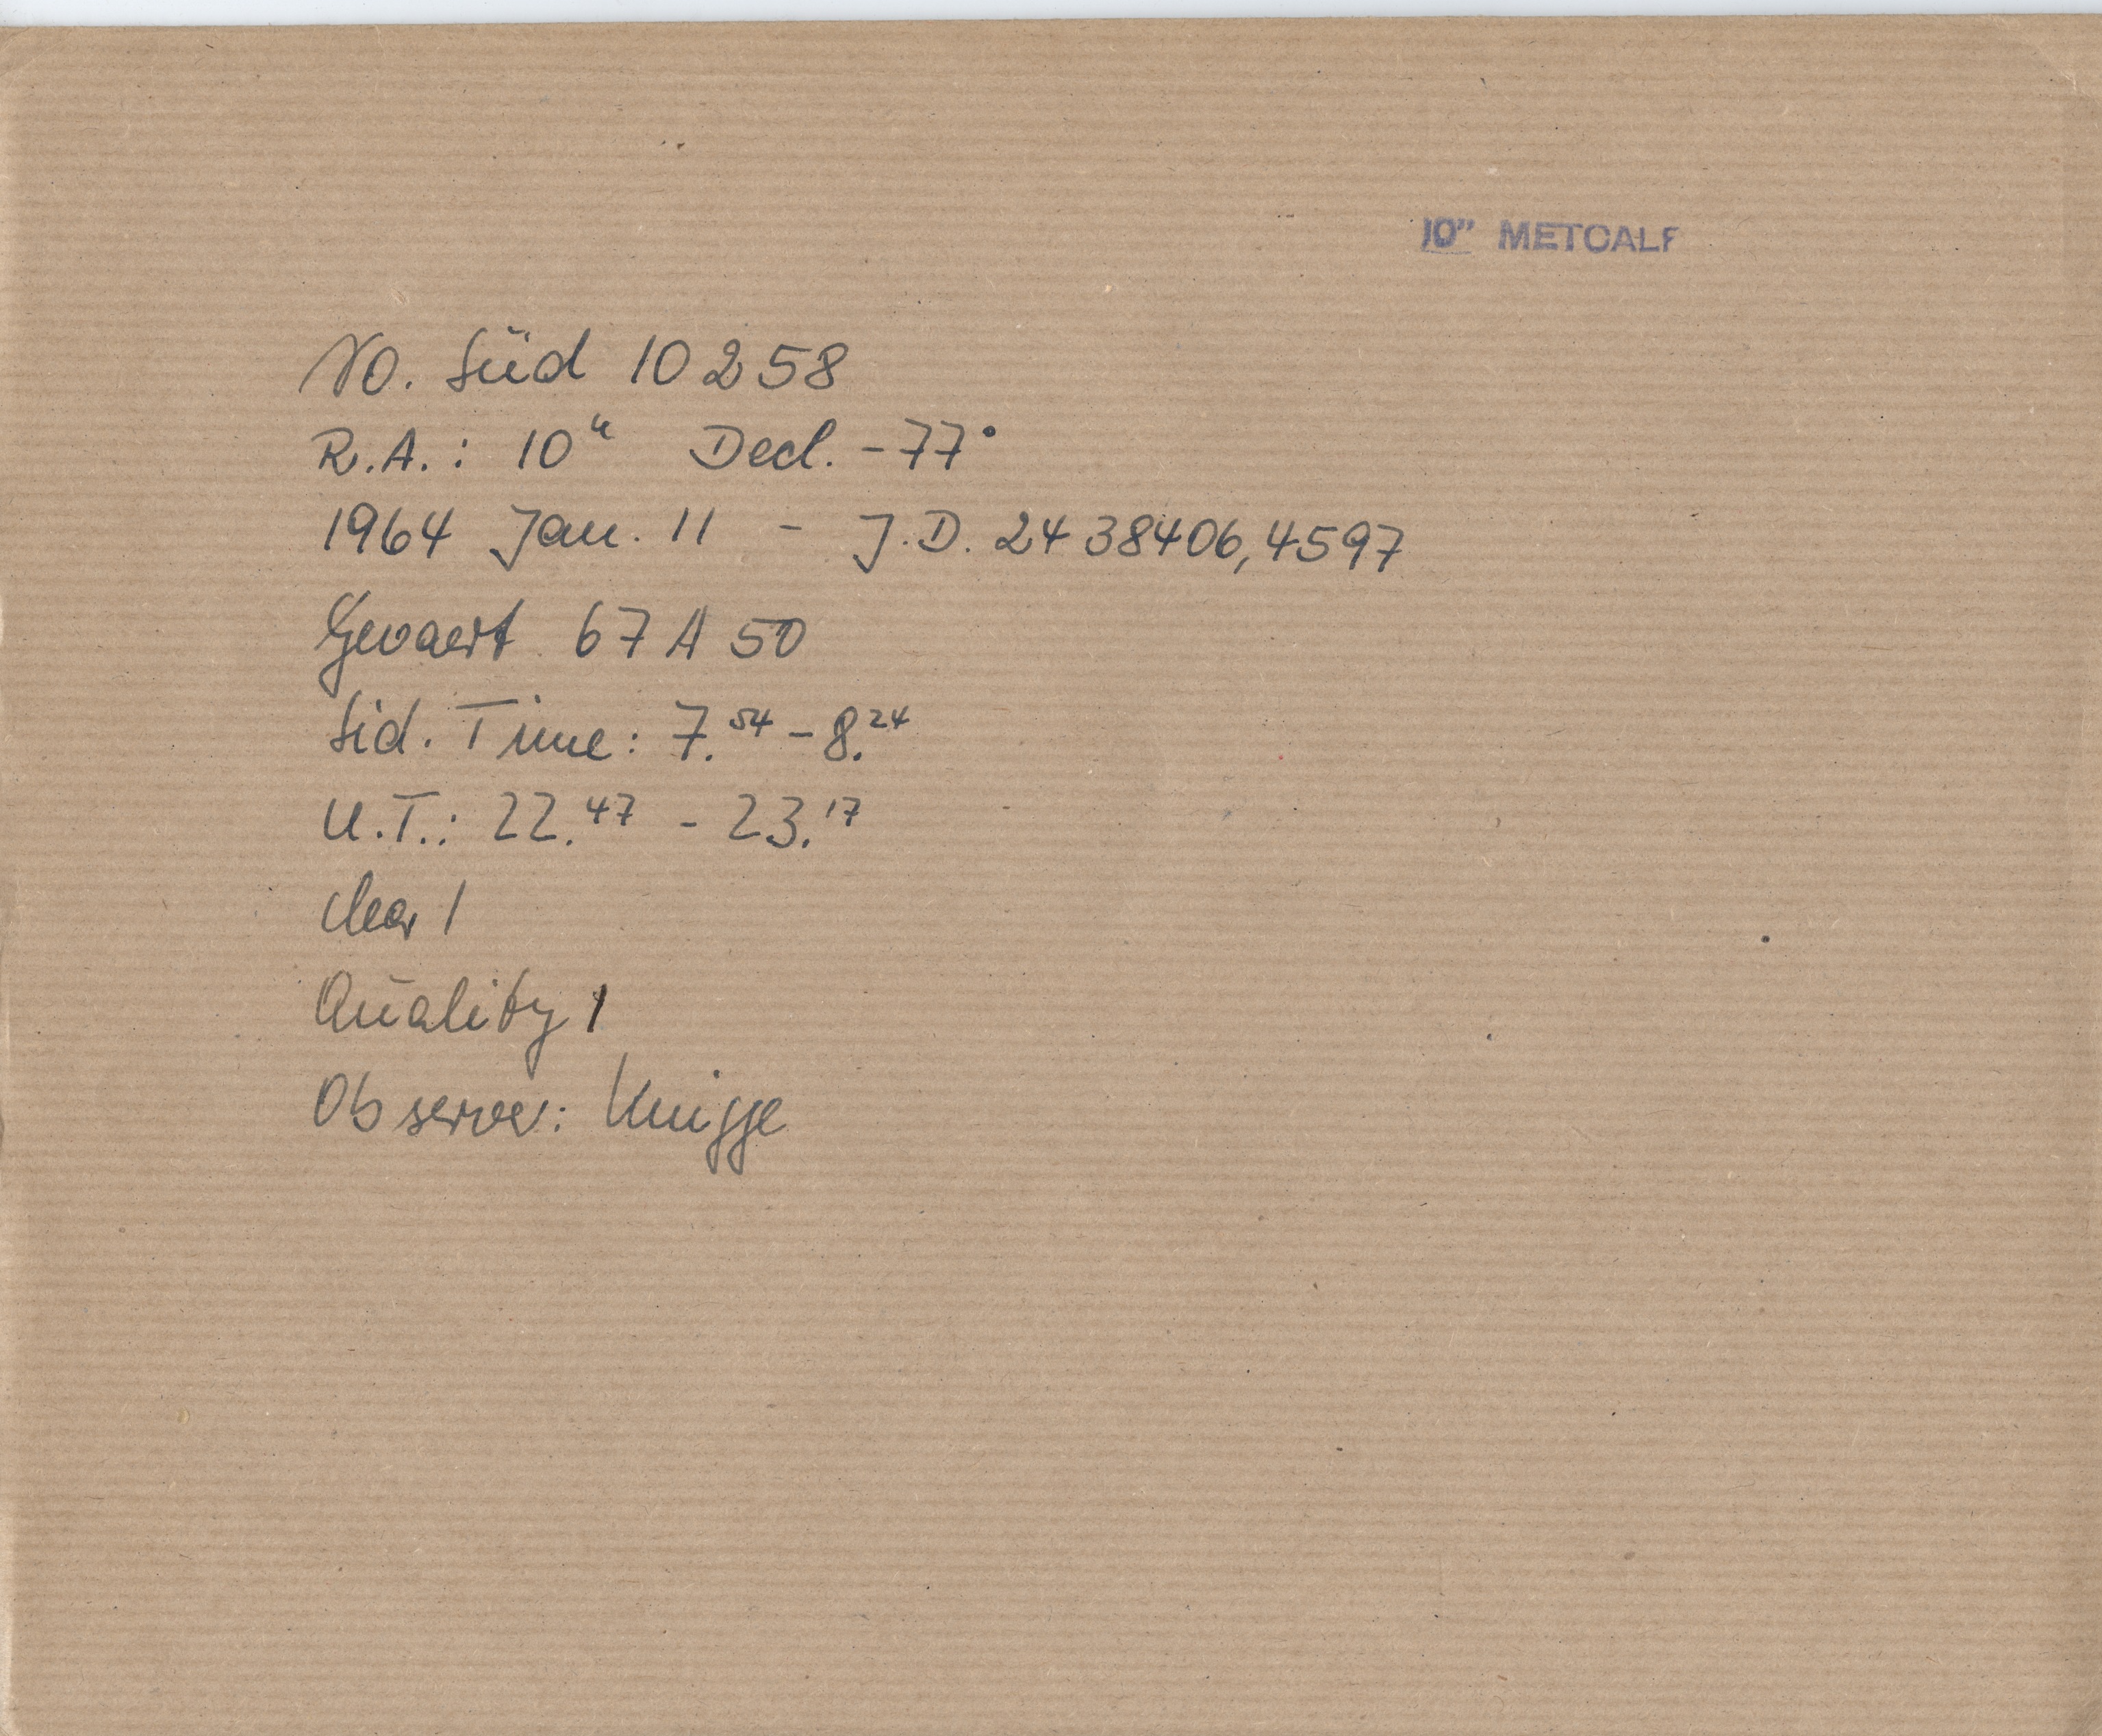 10" METCALF
No. Süd 10258
R.A.: 10ʰ Decl. -77°
1964 Jan. 11 - J.D. 2438406,4597
Gevaert 67 A 50
Sid. Time: 7.⁵⁴ - 8.²⁴
U.T.: 22.⁴⁷ - 23.¹⁷
clear 1
Quality 1
Observer: Knigge